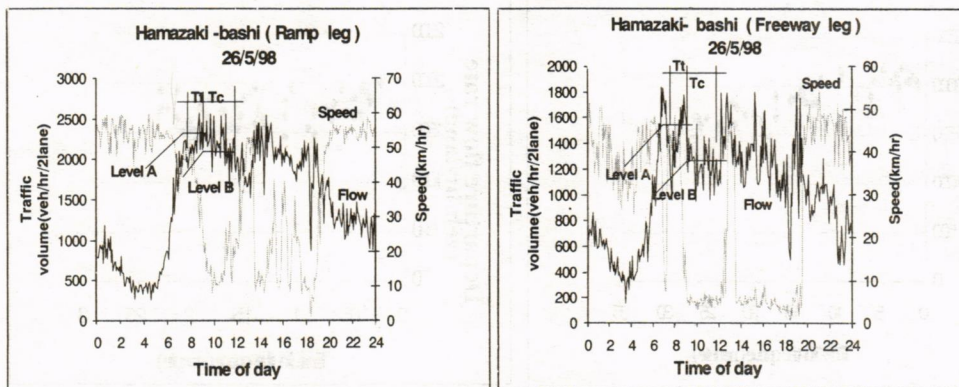 Hamazaki -bashi ( Ramp leg)
26/5/98
3000
2500
2000
1500
1000
500
0
Traffic
volume(veh/hr/2lane)
70
60
50
40
30
20
10
0
Speed(km/hr)
Tt
Tc
Speed
Level A
Level B
Flow
0 2 4 6 8 10 12 14 16 18 20 22 24
Time of day
Hamazaki- bashi ( Freeway leg)
26/5/98
2000
1800
1600
1400
1200
1000
800
600
400
200
0
Traffic
volume(veh/hr/2lane)
60
50
40
30
20
10
0
Speed(km/hr)
Tt
Tc
Speed
Level A
Level B
Flow
0 2 4 6 8 10 12 14 16 18 20 22 24
Time of day